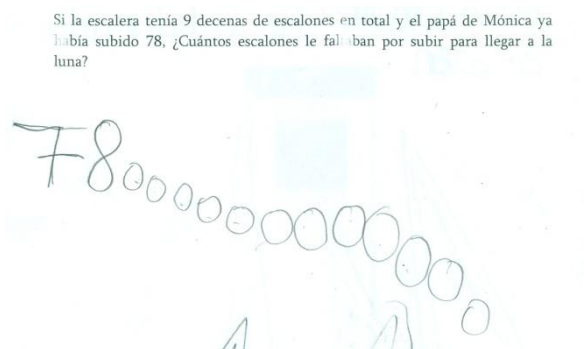 Si la escalera tenía 9 decenas de escalones en total y el papá de Mónica ya
había subido 78, ¿Cuántos escalones le faltaban por subir para llegar a la
luna?
78